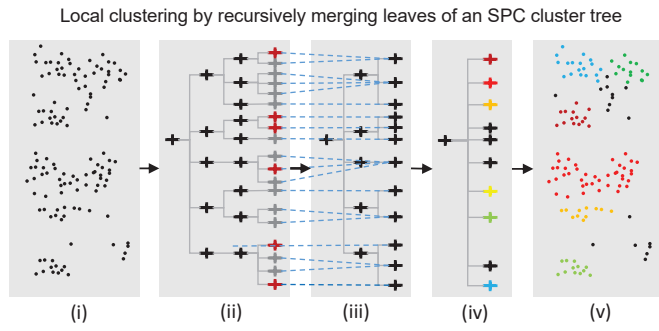 Local clustering by recursively merging leaves of an SPC cluster tree
(i)
(ii)
(iii)
(iv)
(v)